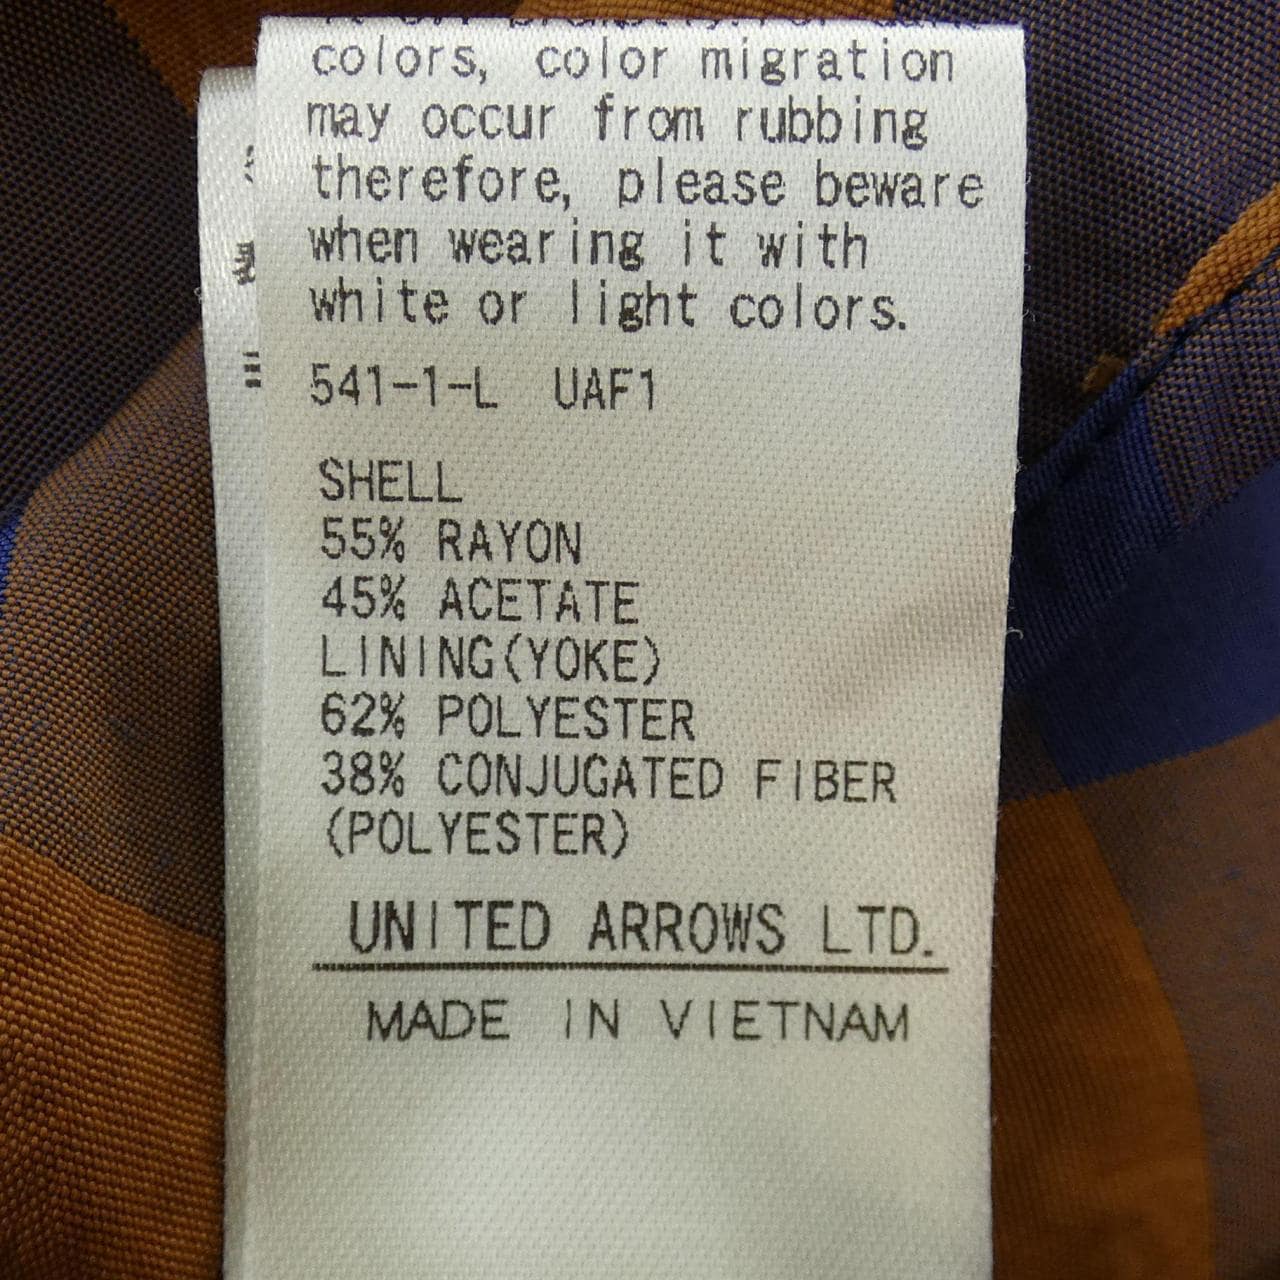 colors, color migration
may occur from rubbing
therefore, please beware
when wearing it with
white or light colors.
541-1-L UAF1
SHELL
55% RAYON
45% ACETATE
LINING(YOKE)
62% POLYESTER
38% CONJUGATED FIBER
(POLYESTER)
UNITED ARROWS LTD.
MADE IN VIETNAM